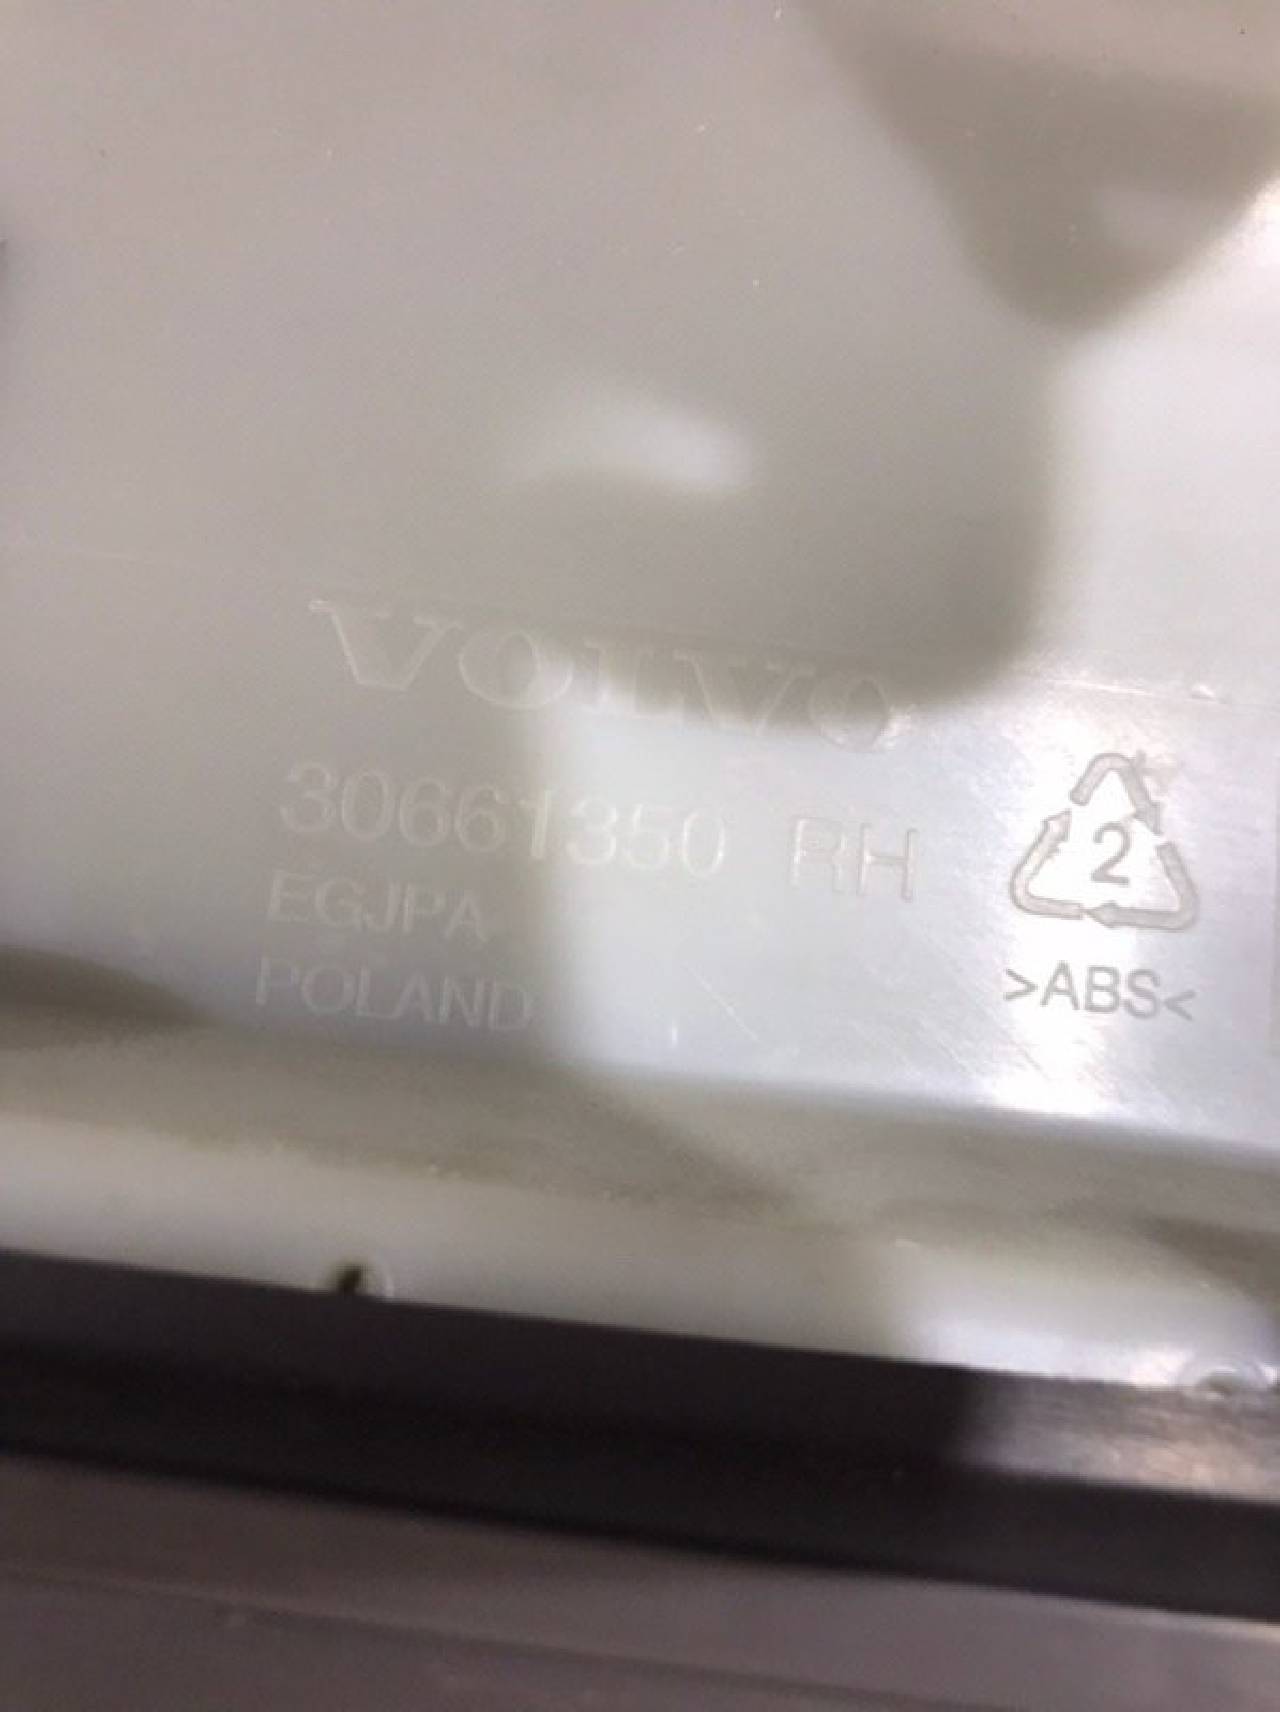 VOLVO
30661350 RH
EGJPA
POLAND
2
>ABS<